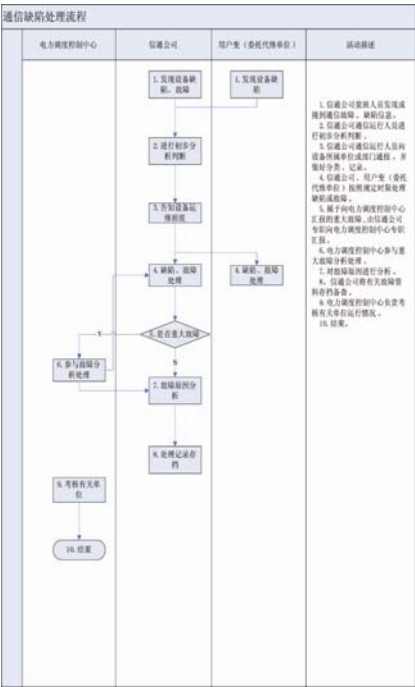 通信缺陷处理流程
电力调度控制中心
信通公司
用户变（委托代维单位）
活动描述
1.发现设备缺
陷、故障
1.发现设备缺
陷
2.进行初步分
析判断
3.告知设备运
维班组
4.缺陷、故障
处理
4.缺陷、故障
处理
5.是否重大故障
Y
N
6.参与故障分
析处理
7.故障原因分
析
8.处理记录存
档
9.考核有关单
位
10.结束
1.信通公司值班人员发现或
接到通信故障、缺陷信息。
2.信通公司通信运行人员进
行初步分析判断。
3.信通公司通信运行人员向
设备所属单位或部门通报，并
做好分类、记录。
4.信通公司、用户变（委托
代维单位）按照规定时限处理
缺陷或故障。
5.属于向电力调度控制中心
汇报的重大故障，由信通公司
专职向电力调度控制中心专职
汇报。
6.电力调度控制中心参与重
大故障分析处理。
7.对故障原因进行分析。
8、信通公司将有关故障资
料存档备查。
9.电力调度控制中心负责考
核有关单位运行情况。
10.结束。